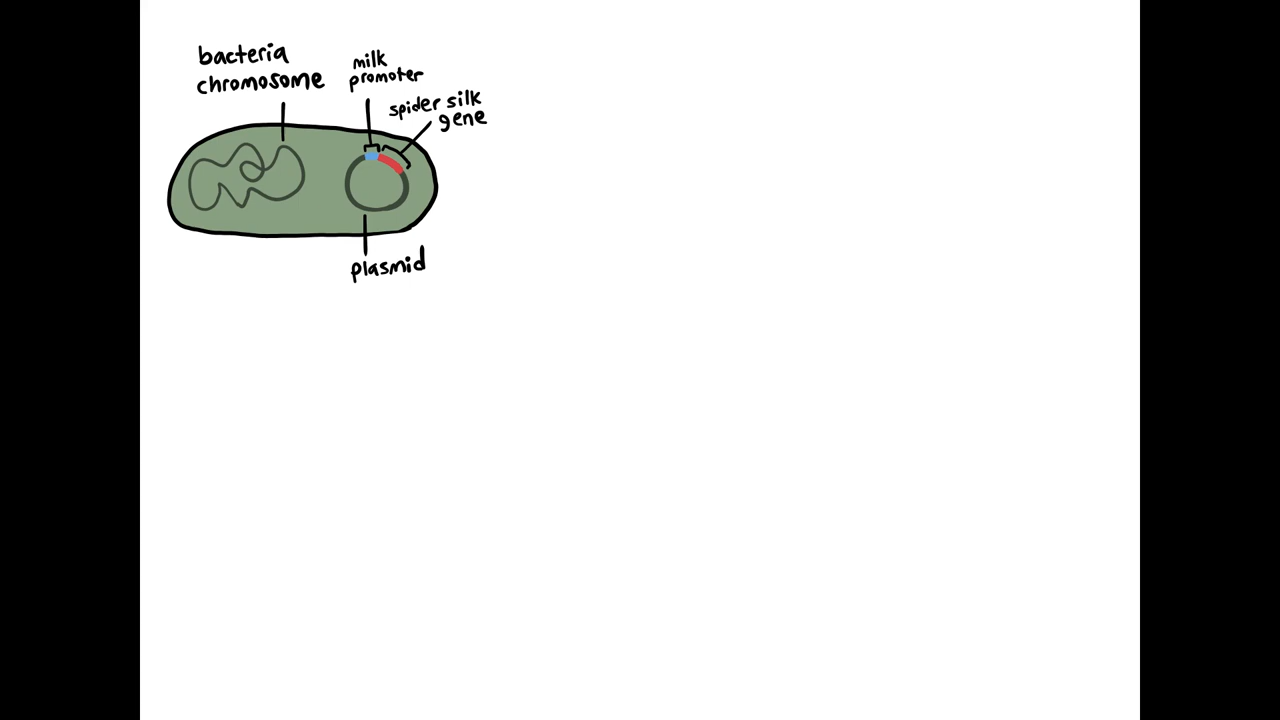 bacteria
chromosome
milk
promoter
spider silk
gene
plasmid